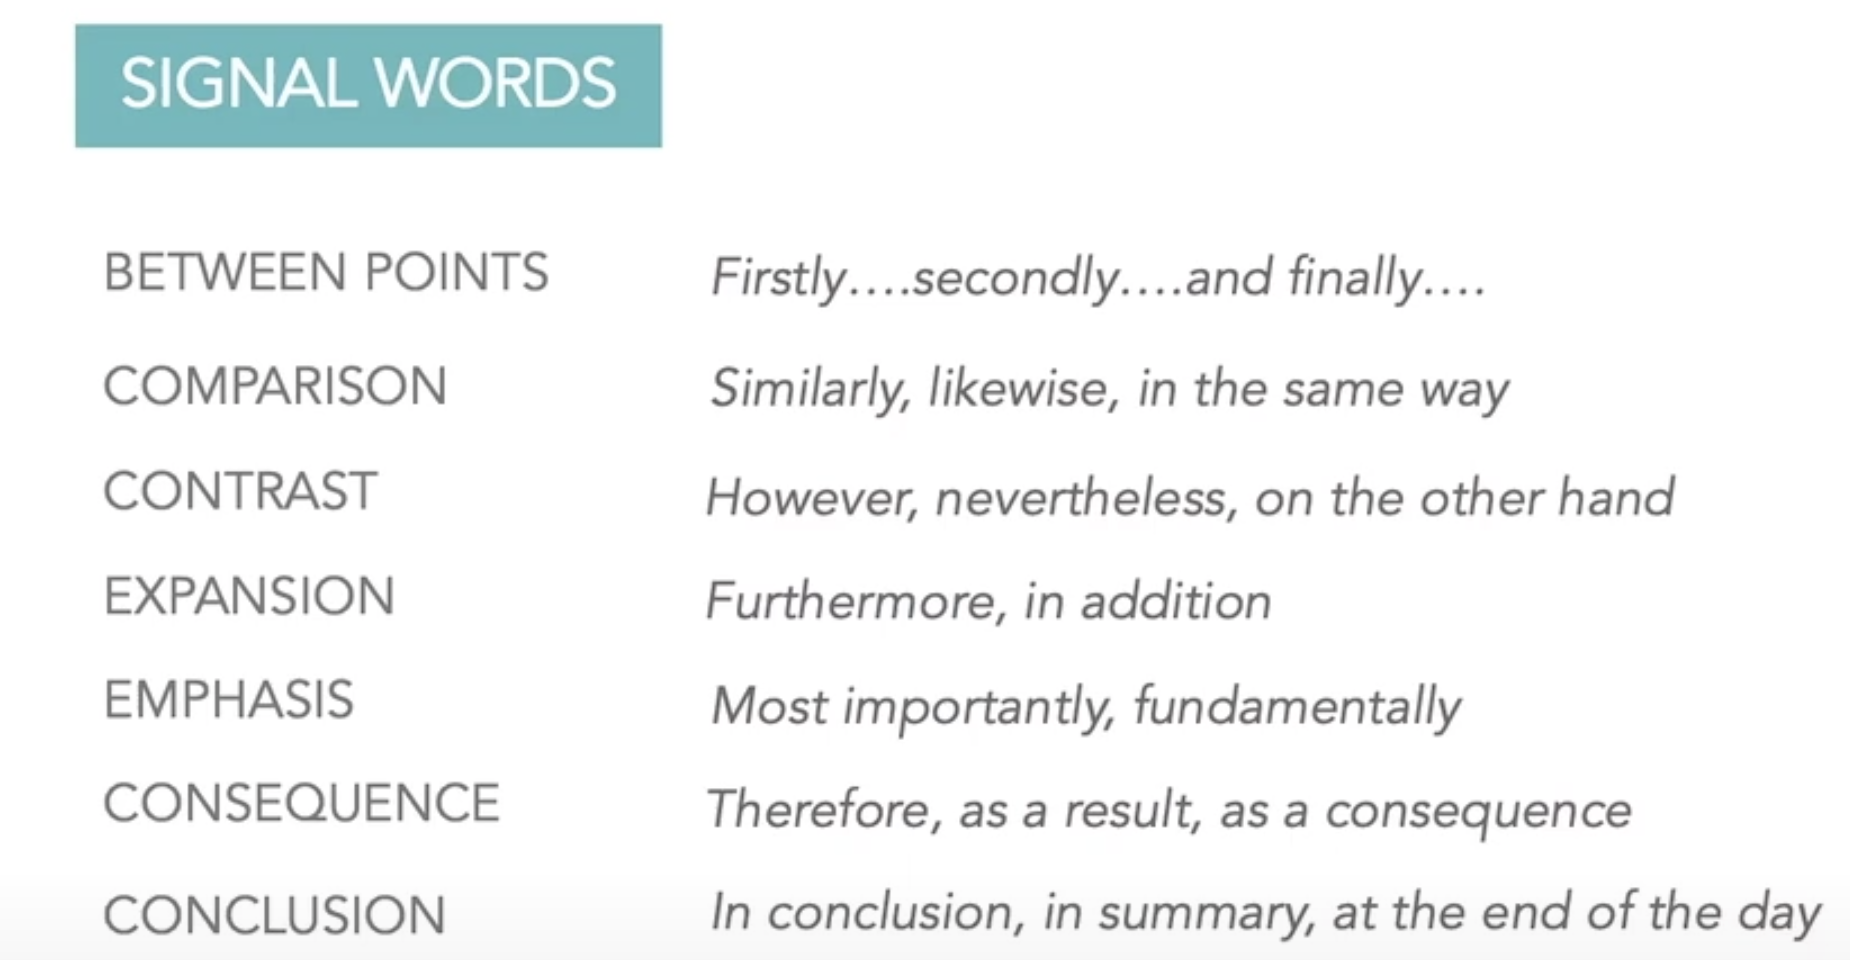 SIGNAL WORDS
BETWEEN POINTS Firstly....secondly....and finally....
COMPARISON Similarly, likewise, in the same way
CONTRAST However, nevertheless, on the other hand
EXPANSION Furthermore, in addition
EMPHASIS Most importantly, fundamentally
CONSEQUENCE Therefore, as a result, as a consequence
CONCLUSION In conclusion, in summary, at the end of the day